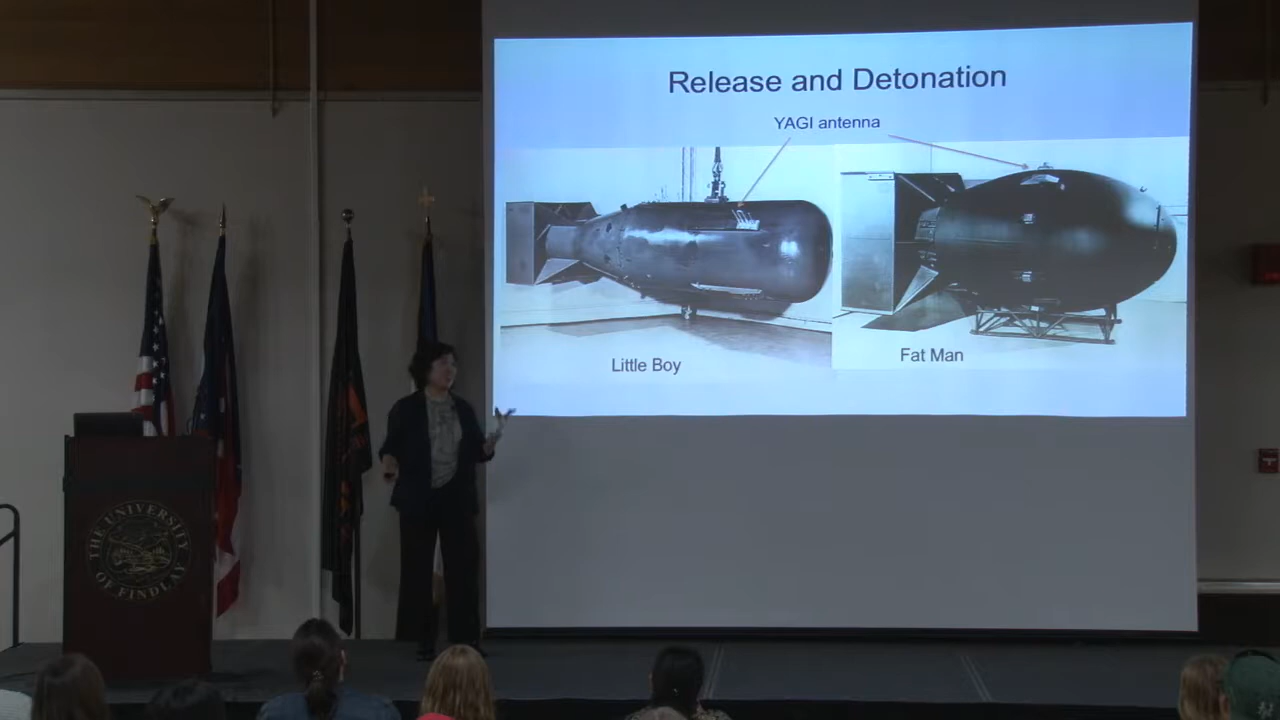 Release and Detonation
YAGI antenna
Little Boy
Fat Man
THE UNIVERSITY
OF FINDLAY